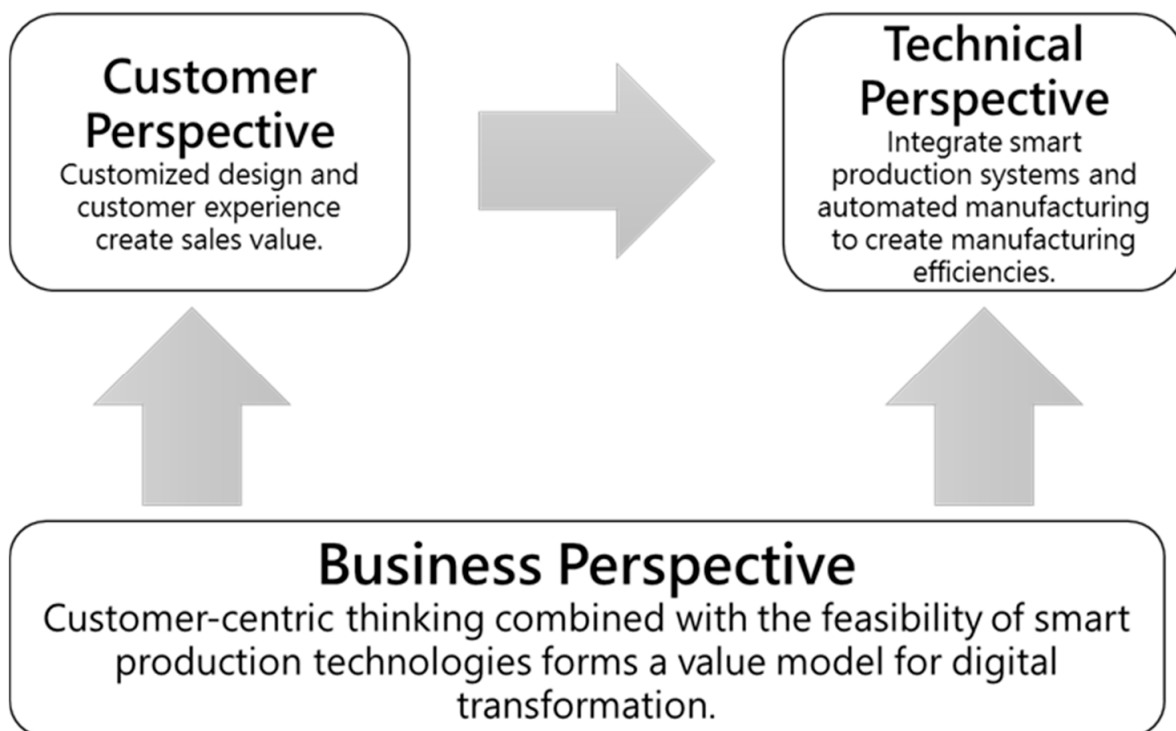 Customer
Perspective
Customized design and
customer experience
create sales value.
Technical
Perspective
Integrate smart
production systems and
automated manufacturing
to create manufacturing
efficiencies.
Business Perspective
Customer-centric thinking combined with the feasibility of smart
production technologies forms a value model for digital
transformation.